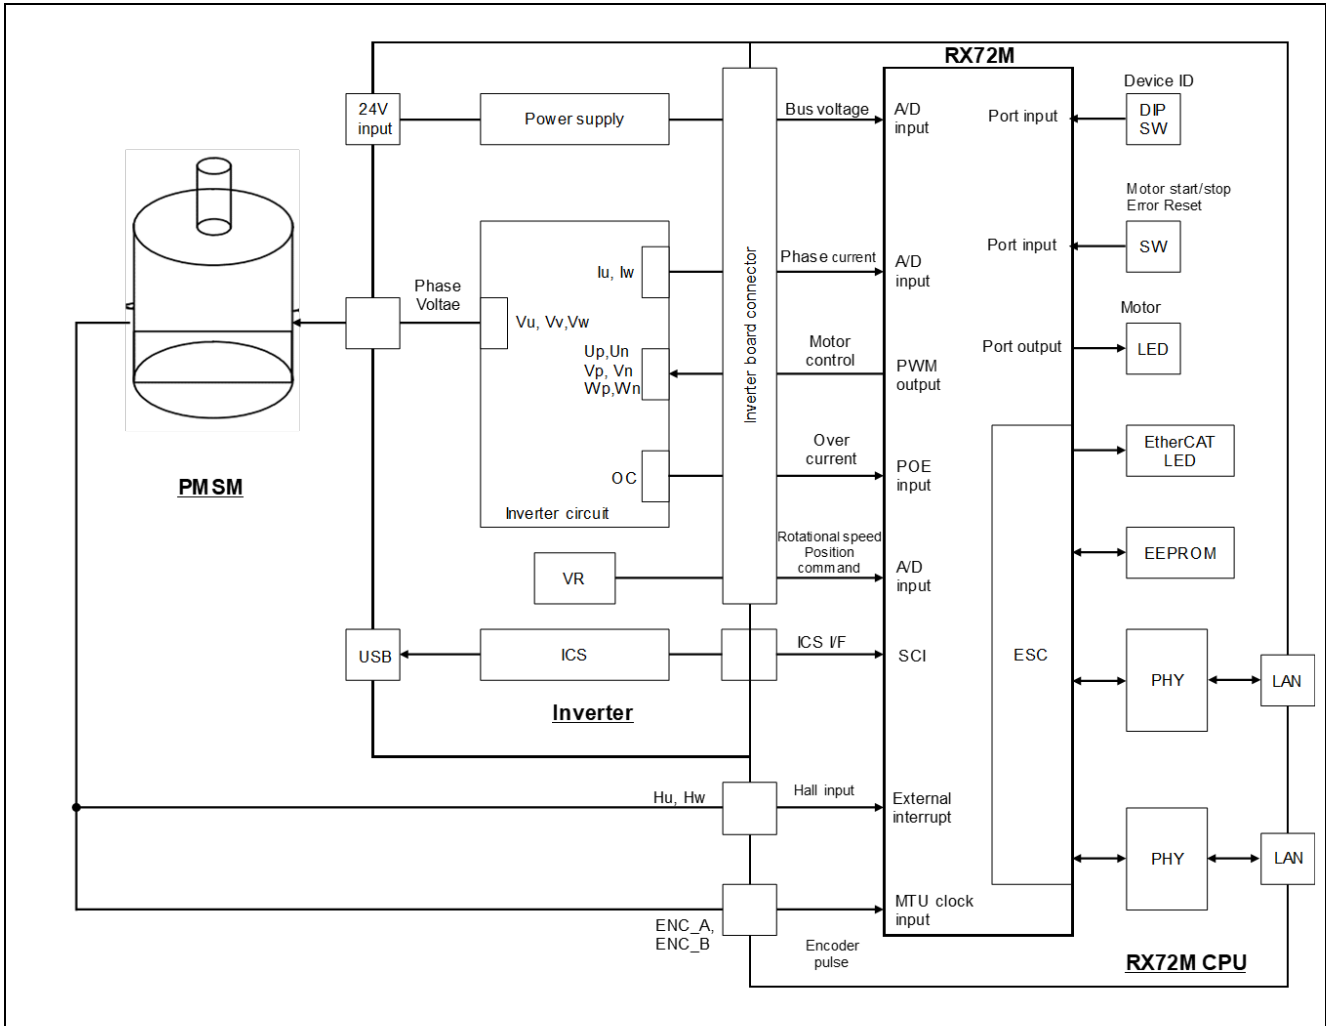 RX72M
Device ID
24V
input
Power supply
Bus voltage
A/D
input
Port input
DIP
SW
Motor start/stop
Error Reset
Phase
Voltae
Iu, Iw
Phase current
A/D
input
Port input
SW
Vu, Vv,Vw
Inverter board connector
Motor
Up,Un
Vp, Vn
Wp,Wn
Motor
control
PWM
output
Port output
LED
PMSM
OC
Over
current
POE
input
EtherCAT
LED
Inverter circuit
VR
Rotational speed
Position
command
A/D
input
EEPROM
USB
ICS
ICS I/F
SCI
ESC
PHY
LAN
Inverter
Hu, Hw
Hall input
External
interrupt
PHY
LAN
ENC_A,
ENC_B
Encoder
pulse
MTU clock
input
RX72M CPU